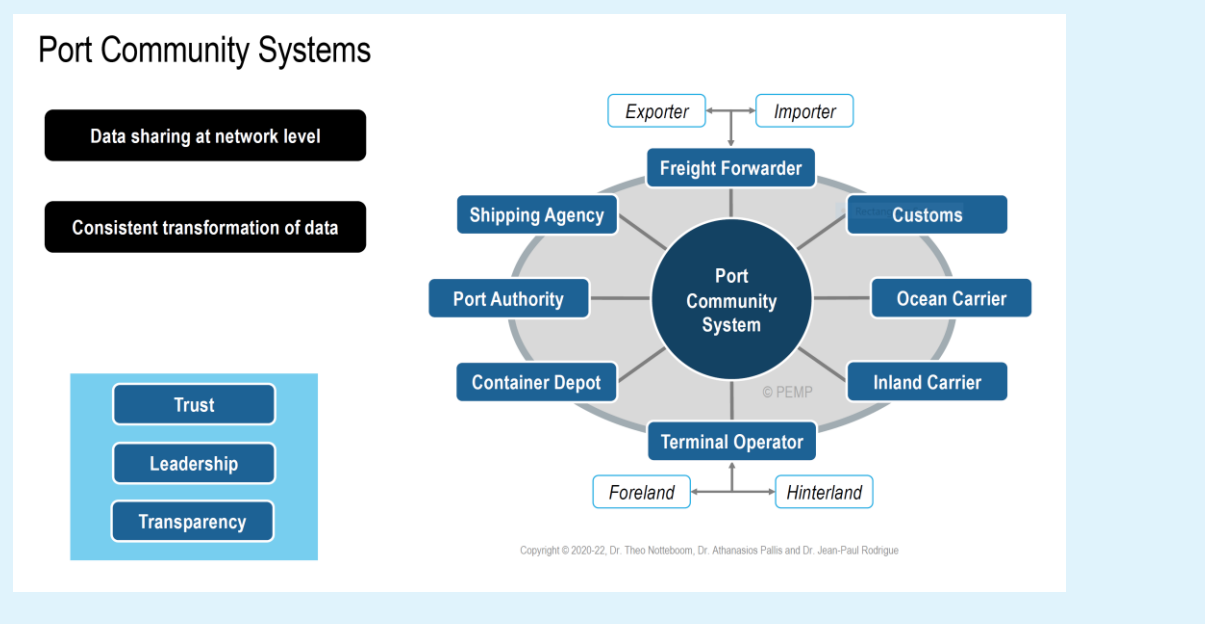 Port Community Systems
Data sharing at network level
Consistent transformation of data
Trust
Leadership
Transparency
Exporter
Importer
Freight Forwarder
Shipping Agency
Customs
Port Authority
Port
Community
System
Ocean Carrier
Container Depot
Inland Carrier
© PEMP
Terminal Operator
Foreland
Hinterland
Copyright © 2020-22, Dr. Theo Notteboom, Dr. Athanasios Pallis and Dr. Jean-Paul Rodrigue